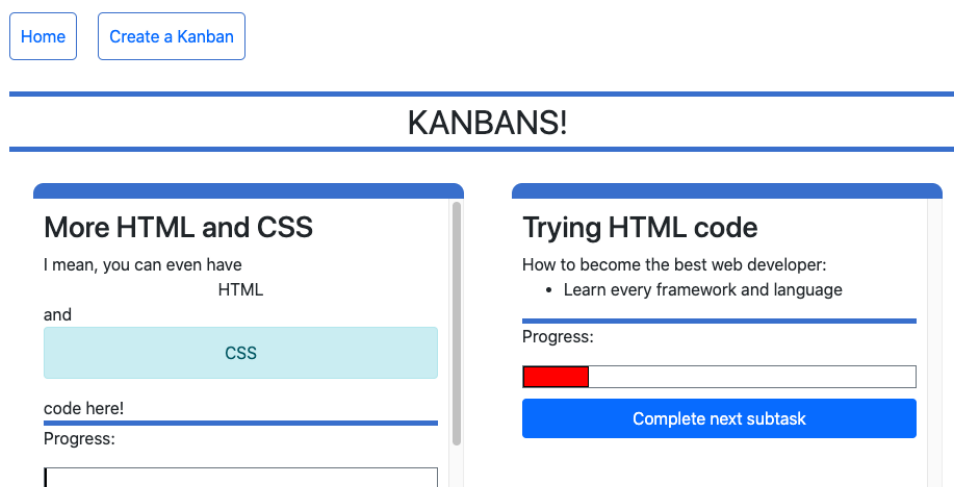 Home
Create a Kanban
KANBANS!
More HTML and CSS
I mean, you can even have
HTML
and
CSS
code here!
Progress:
Trying HTML code
How to become the best web developer:
• Learn every framework and language
Progress:
Complete next subtask